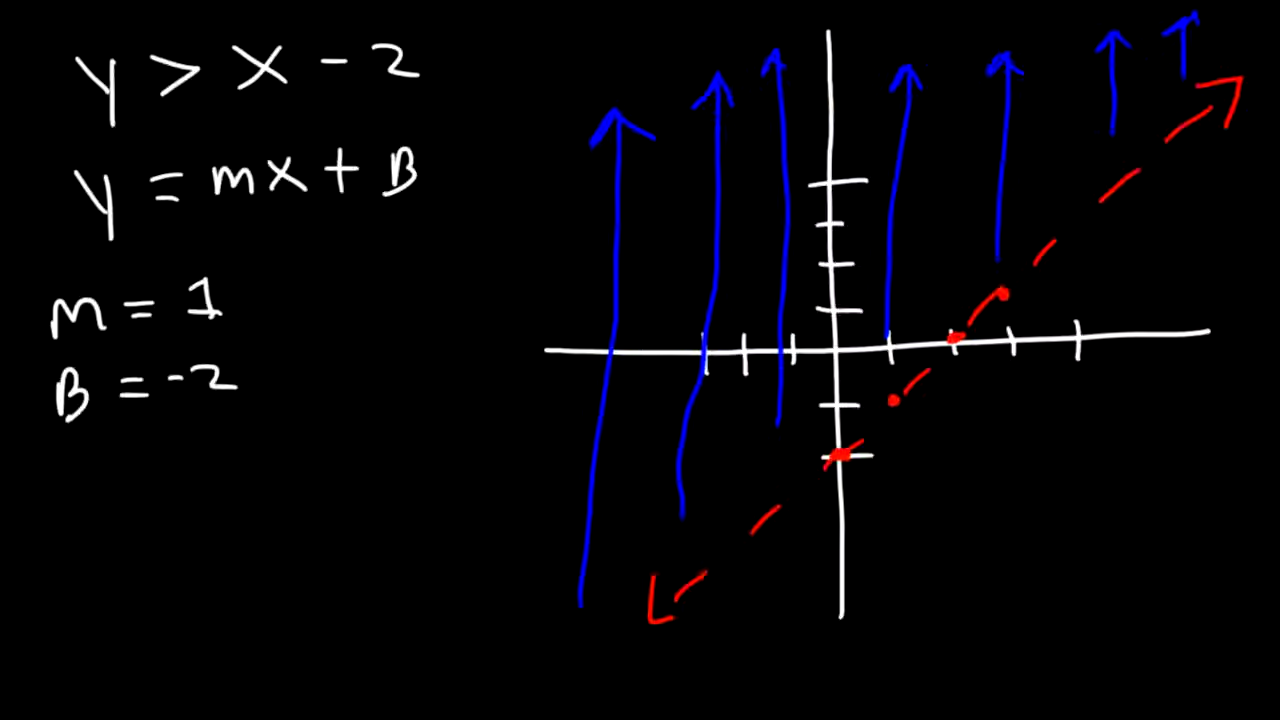 Y > X - 2
Y = mX + B
m = 1
B = -2